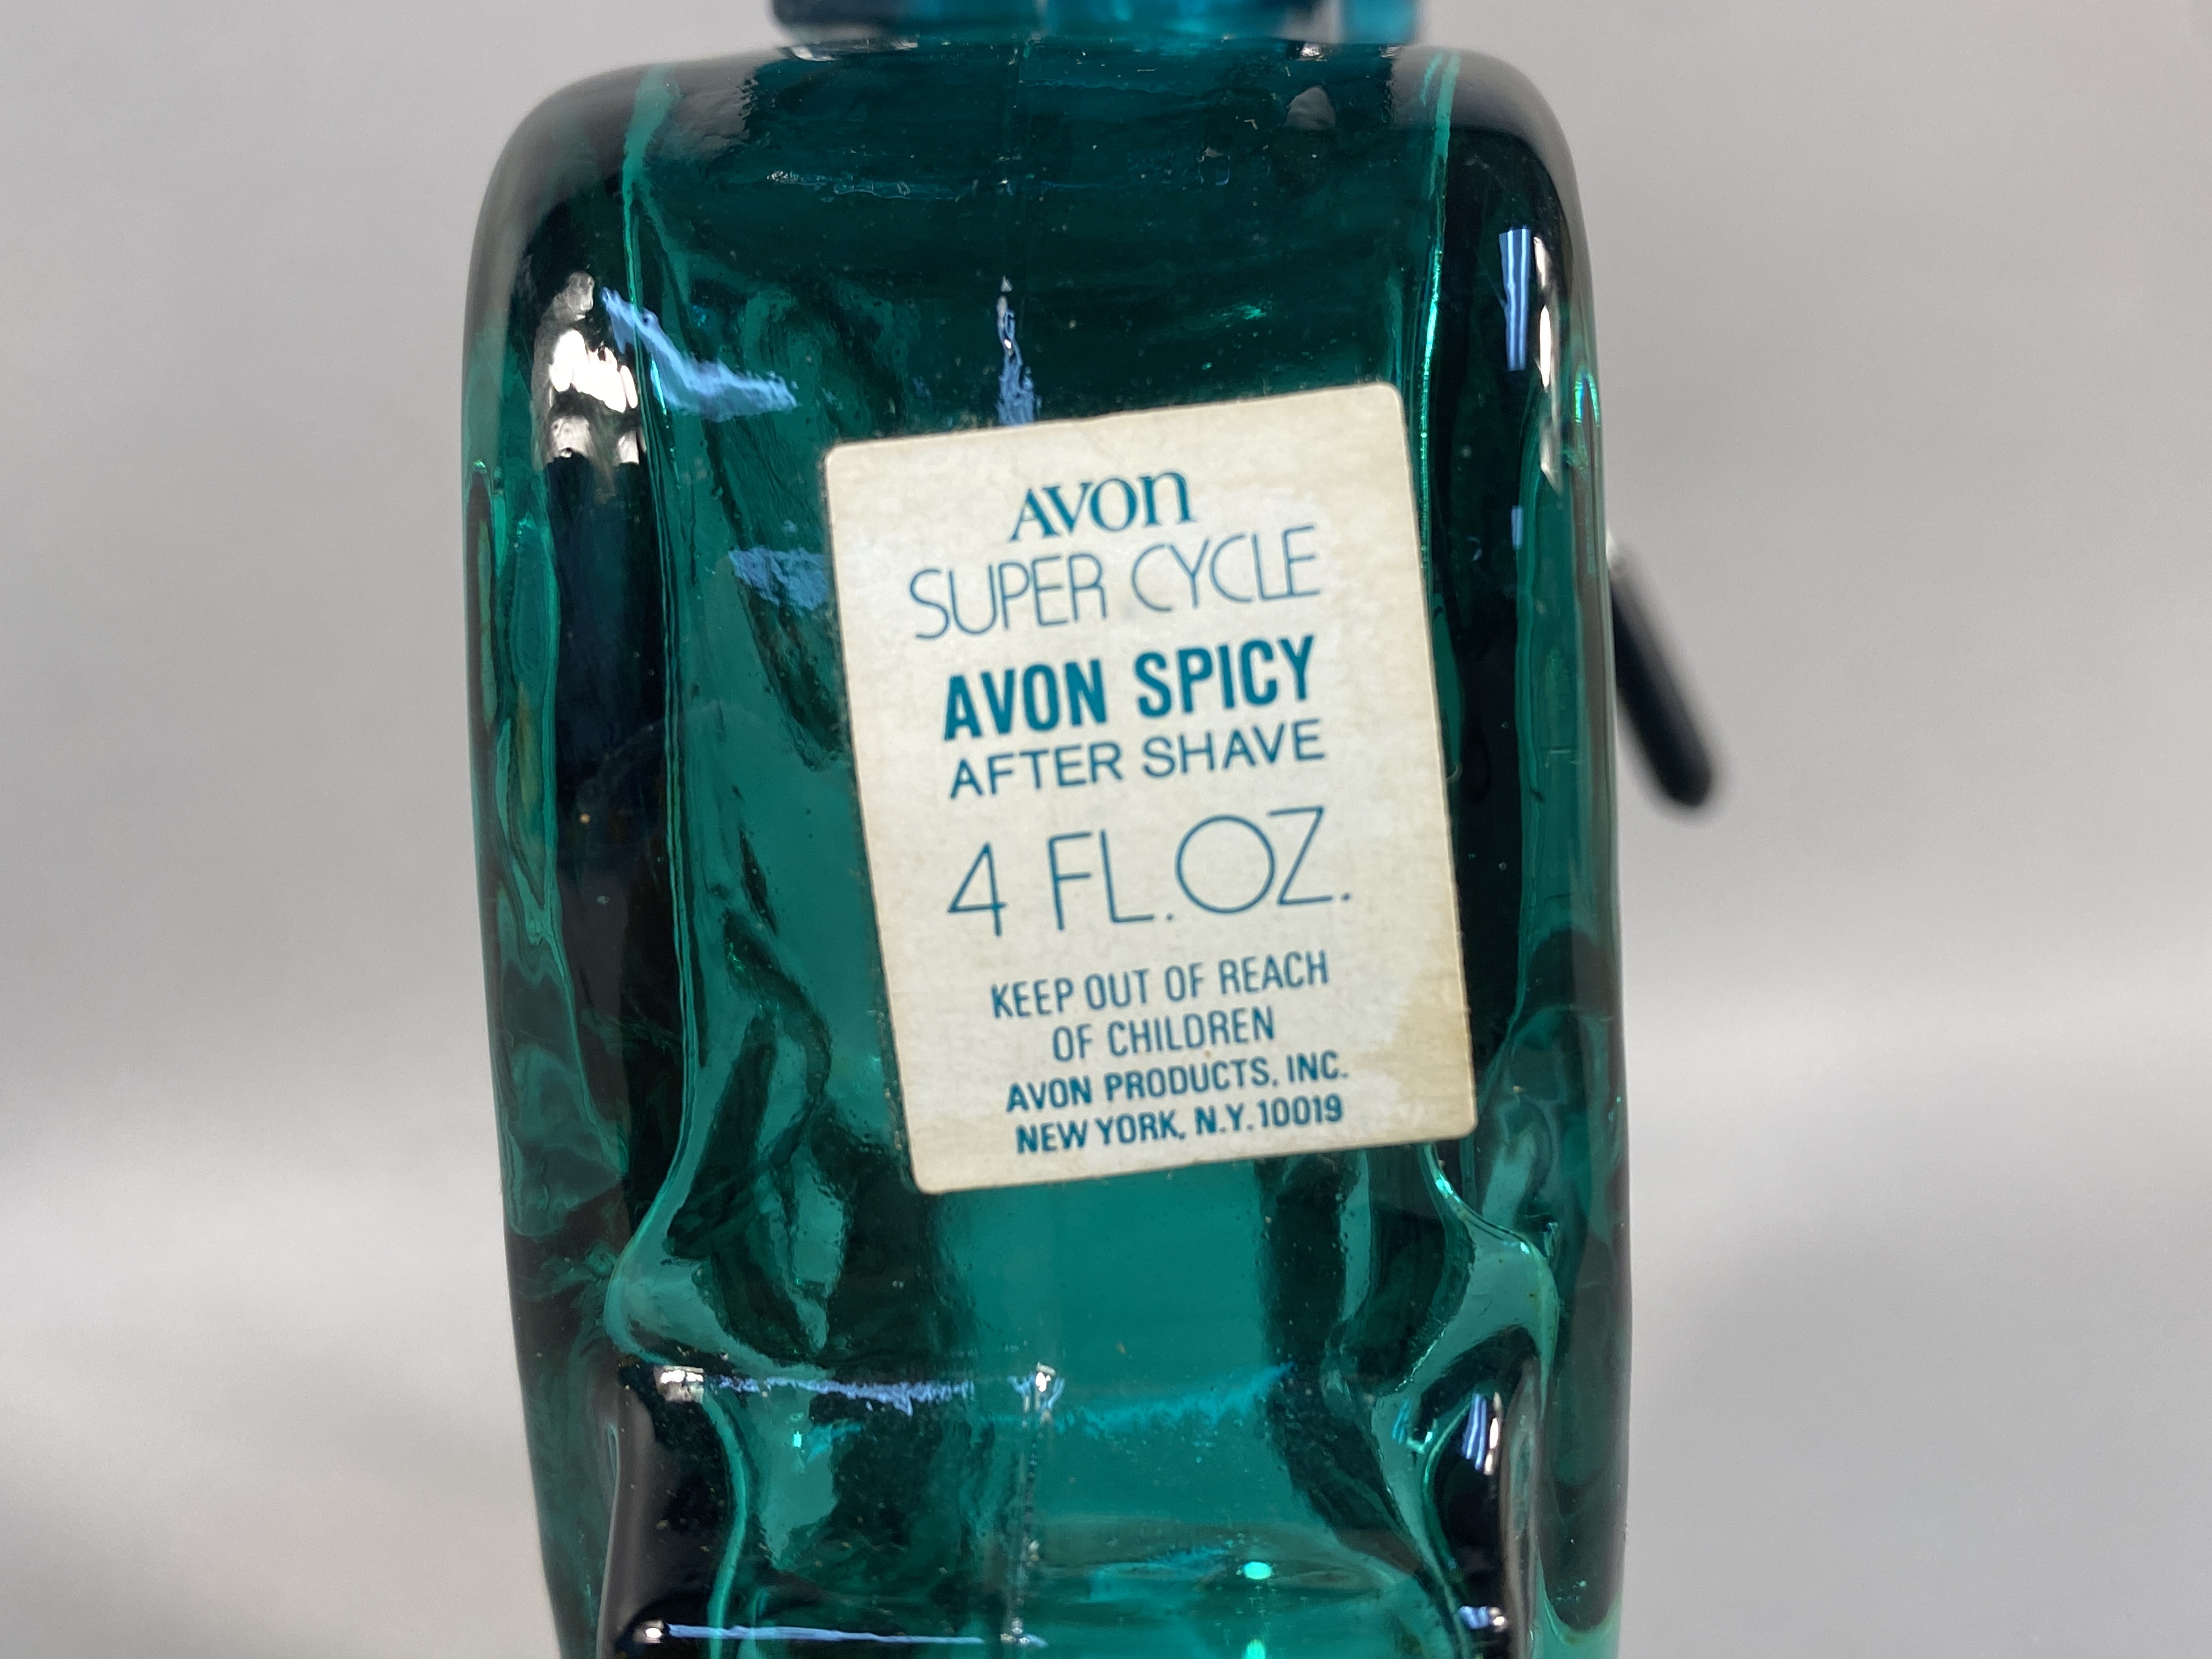 AVON
SUPER CYCLE
AVON SPICY
AFTER SHAVE
4 FL.OZ.
KEEP OUT OF REACH
OF CHILDREN
AVON PRODUCTS, INC.
NEW YORK, N.Y. 10019